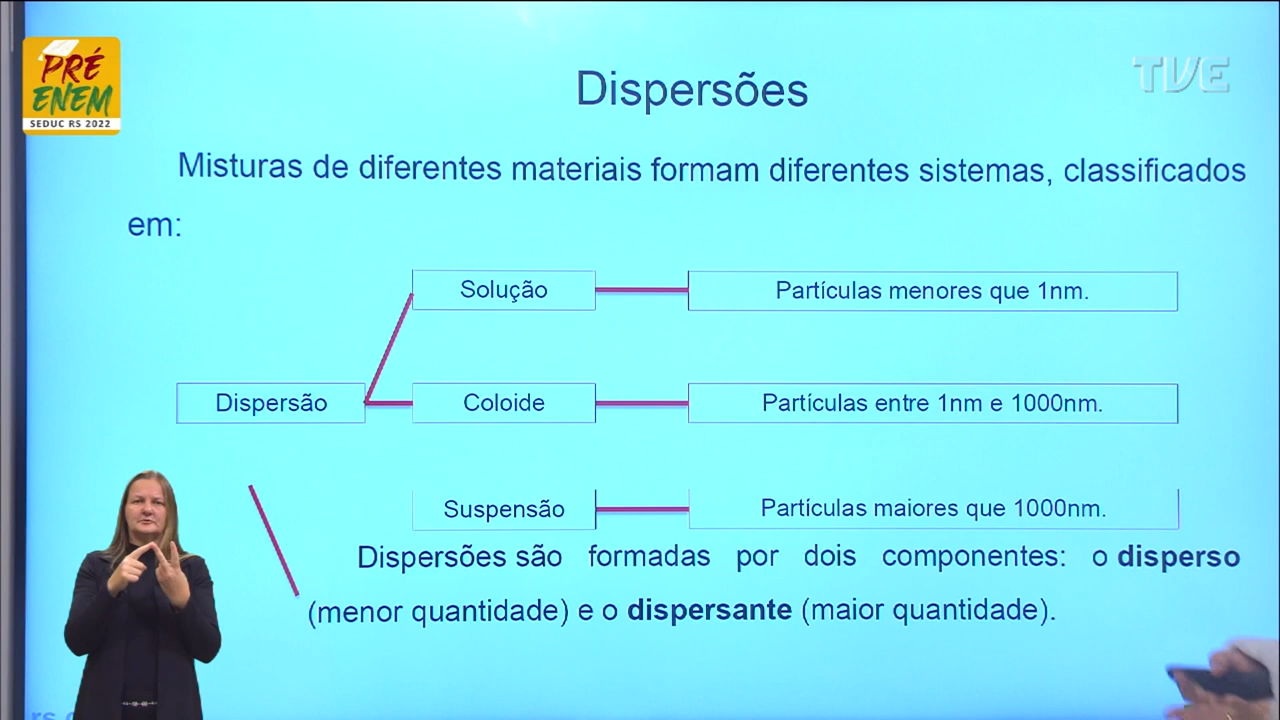 PRÉ
ENEM
SEDUC RS 2022
TVE
Dispersões
Misturas de diferentes materiais formam diferentes sistemas, classificados
em:
Solução
Partículas menores que 1nm.
Dispersão
Coloide
Partículas entre 1nm e 1000nm.
Suspensão
Partículas maiores que 1000nm.
Dispersões são formadas por dois componentes: o disperso
(menor quantidade) e o dispersante (maior quantidade).